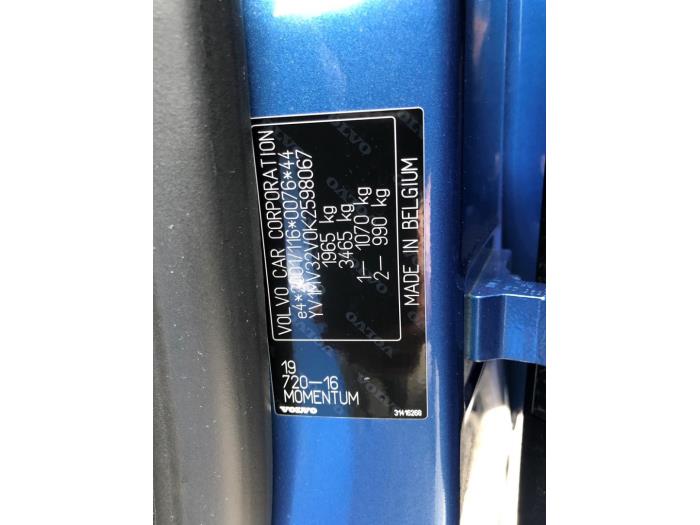 VOLVO CAR CORPORATION
e4*2001/116*0076*44
YV1MV32V0K2598067
1965 kg
3465 kg
1– 1070 kg
2– 990 kg
MADE IN BELGIUM
19
720–16
MOMENTUM
VOLVO
31416268